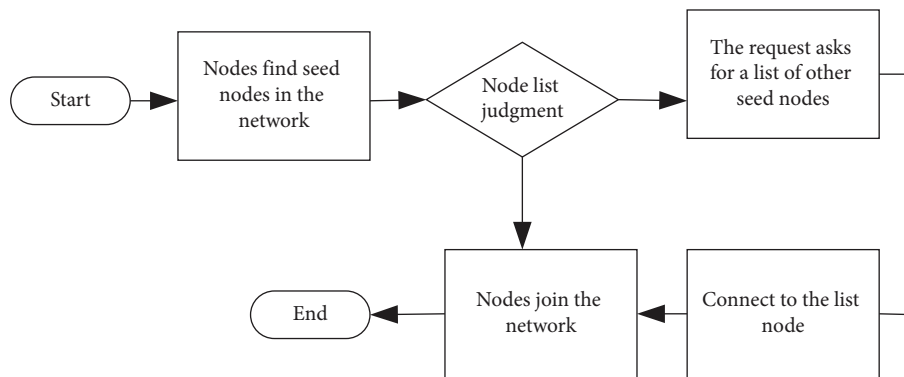 Start
Nodes find seed
nodes in the
network
Node list
judgment
The request asks
for a list of other
seed nodes
End
Nodes join the
network
Connect to the list
node